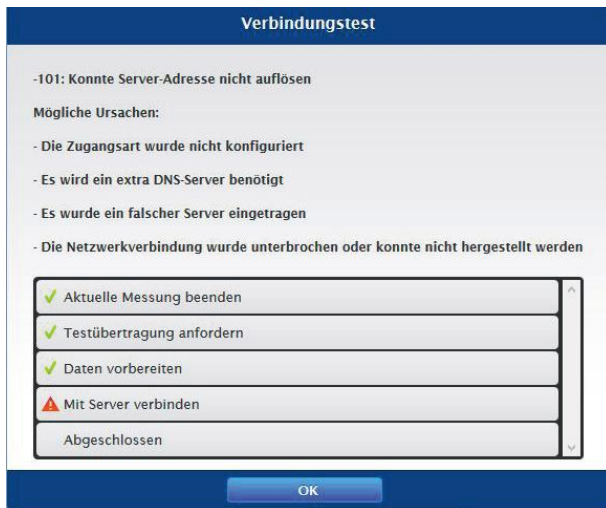 Verbindungstest
-101: Konnte Server-Adresse nicht auflösen
Mögliche Ursachen:
- Die Zugangsart wurde nicht konfiguriert
- Es wird ein extra DNS-Server benötigt
- Es wurde ein falscher Server eingetragen
- Die Netzwerkverbindung wurde unterbrochen oder konnte nicht hergestellt werden
Aktuelle Messung beenden
Testübertragung anfordern
Daten vorbereiten
Mit Server verbinden
Abgeschlossen
OK